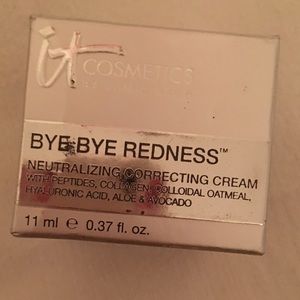 it COSMETICS
BYE BYE REDNESS™
NEUTRALIZING CORRECTING CREAM
WITH PEPTIDES, COLLAGEN, COLLOIDAL OATMEAL,
HYALURONIC ACID, ALOE & AVOCADO
11 ml ℮ 0.37 fl. oz.